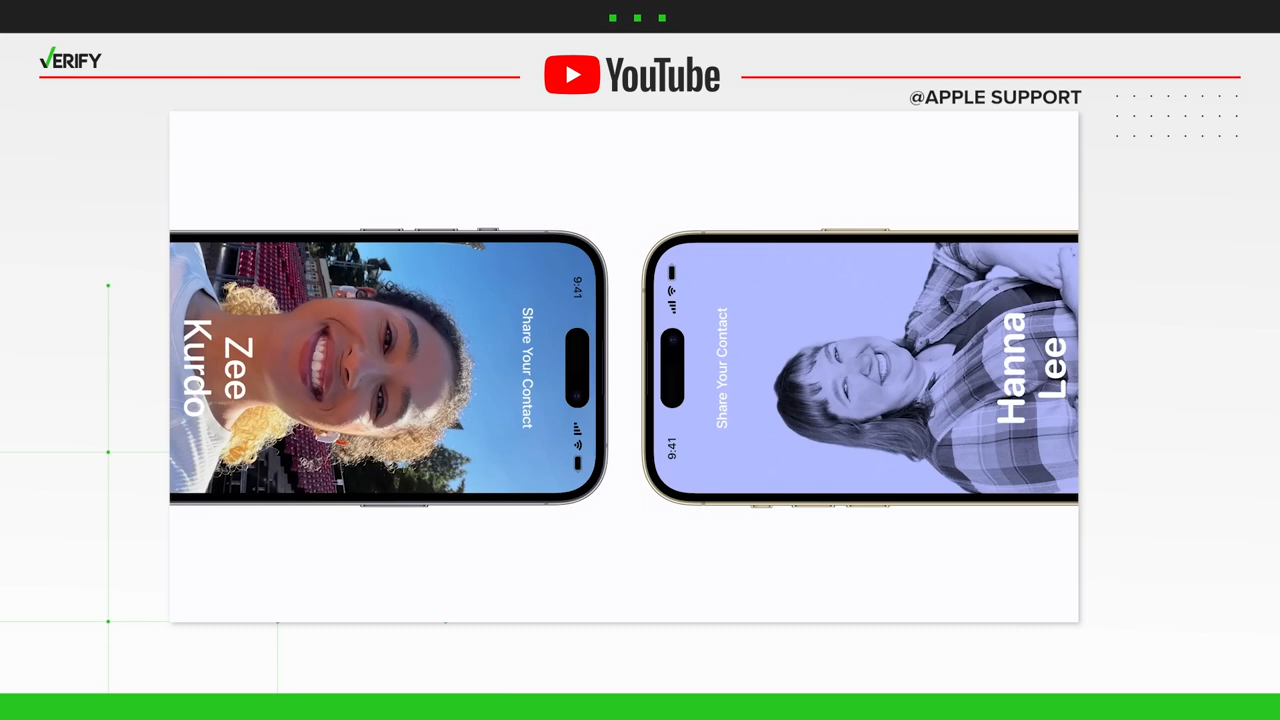 VERIFY
YouTube
@APPLE SUPPORT
9:41
Share Your Contact
Zee
Kurdo
9:41
Share Your Contact
Hanna
Lee